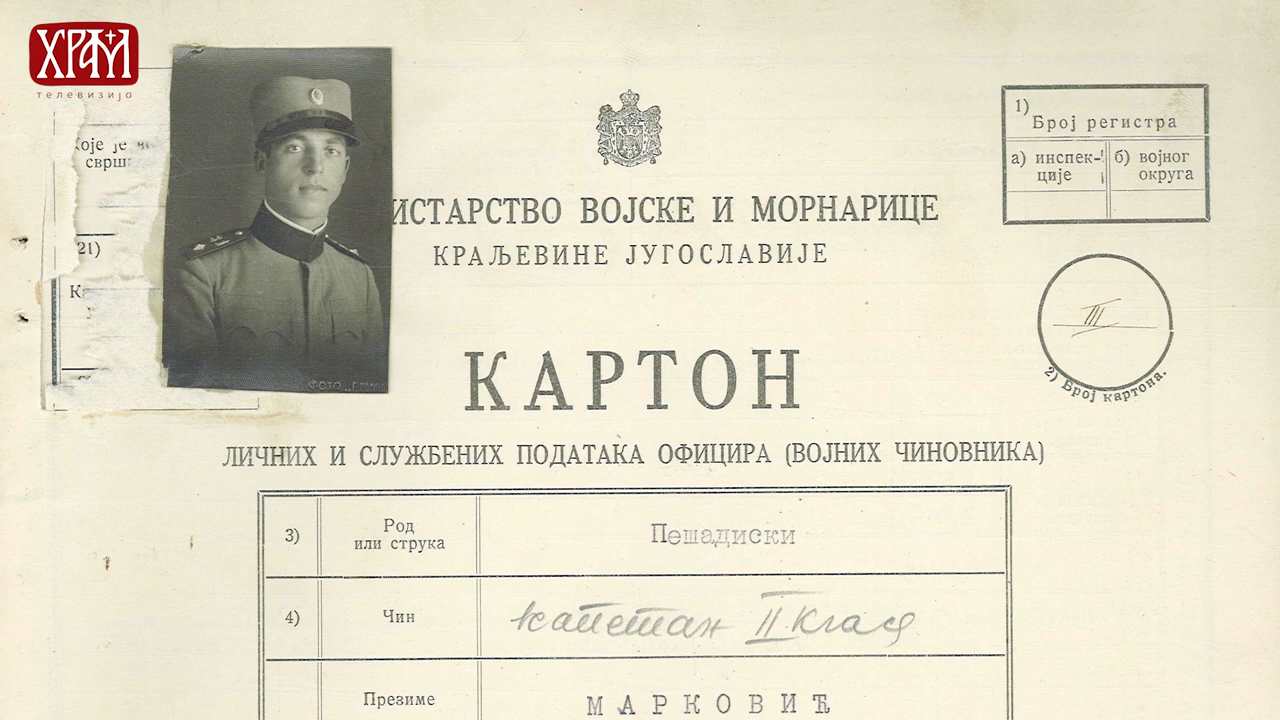 ХРАМ
телевизија
Које је
сврш
21)
1)
Број регистра
а) инспек-
ције
б) војног
округа
ИСТАРСТВО ВОЈСКЕ И МОРНАРИЦЕ
КРАЉЕВИНЕ ЈУГОСЛАВИЈЕ
III
2) Број картона.
КАРТОН
ЛИЧНИХ И СЛУЖБЕНИХ ПОДАТАКА ОФИЦИРА (ВОЈНИХ ЧИНОВНИКА)
3)
Род
или струка
Пешадиски
4)
Чин
капетан II класе
Презиме
МАРКОВИЋ
ФОТО